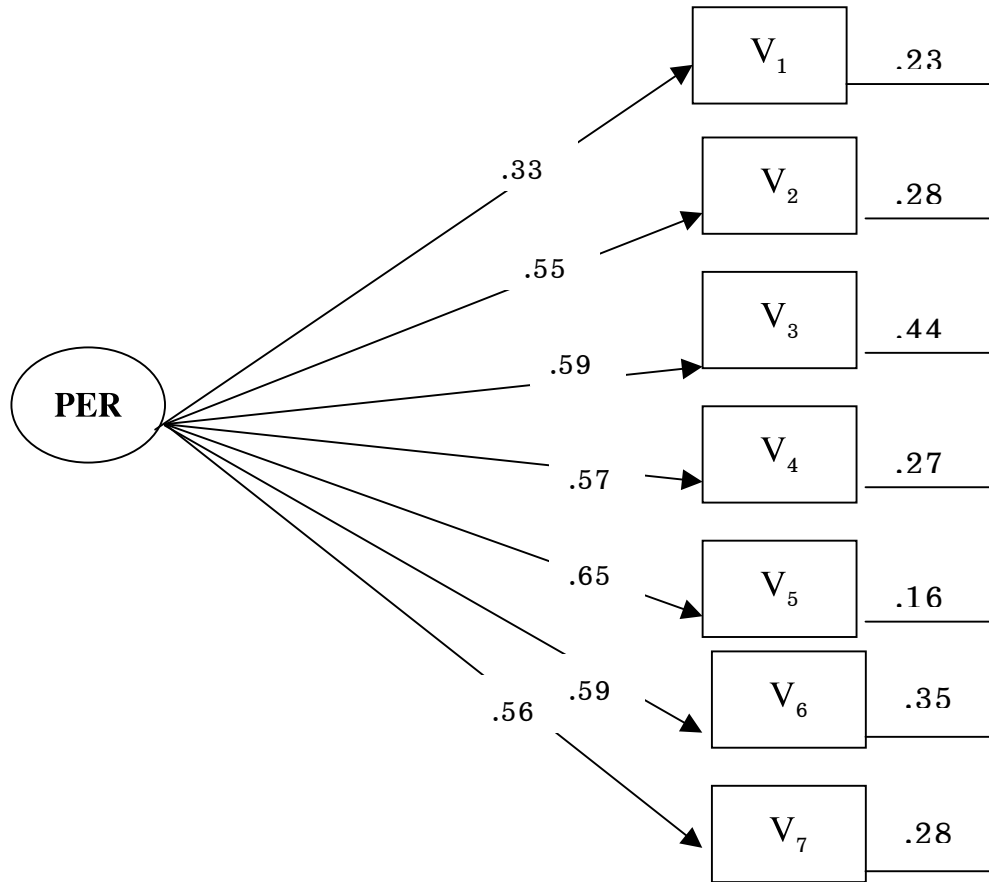 V₁ .23
.33
V₂ .28
.55
V₃ .44
.59
PER
V₄ .27
.57
V₅ .16
.65
V₆ .35
.59
.56
V₇ .28